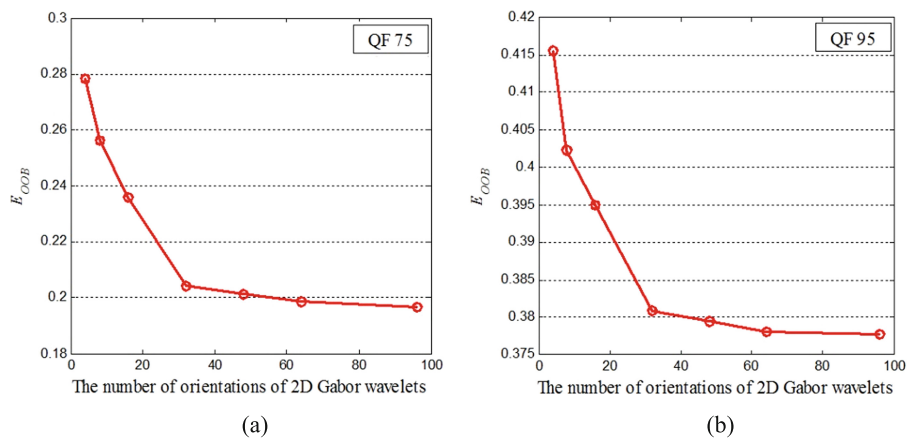 0.3
QF 75
0.28
0.26
0.24
0.22
0.2
0.18
E_OOB
0 20 40 60 80 100
The number of orientations of 2D Gabor wavelets
(a)
0.42
QF 95
0.415
0.41
0.405
0.4
0.395
0.39
0.385
0.38
0.375
E_OOB
0 20 40 60 80 100
The number of orientations of 2D Gabor wavelets
(b)